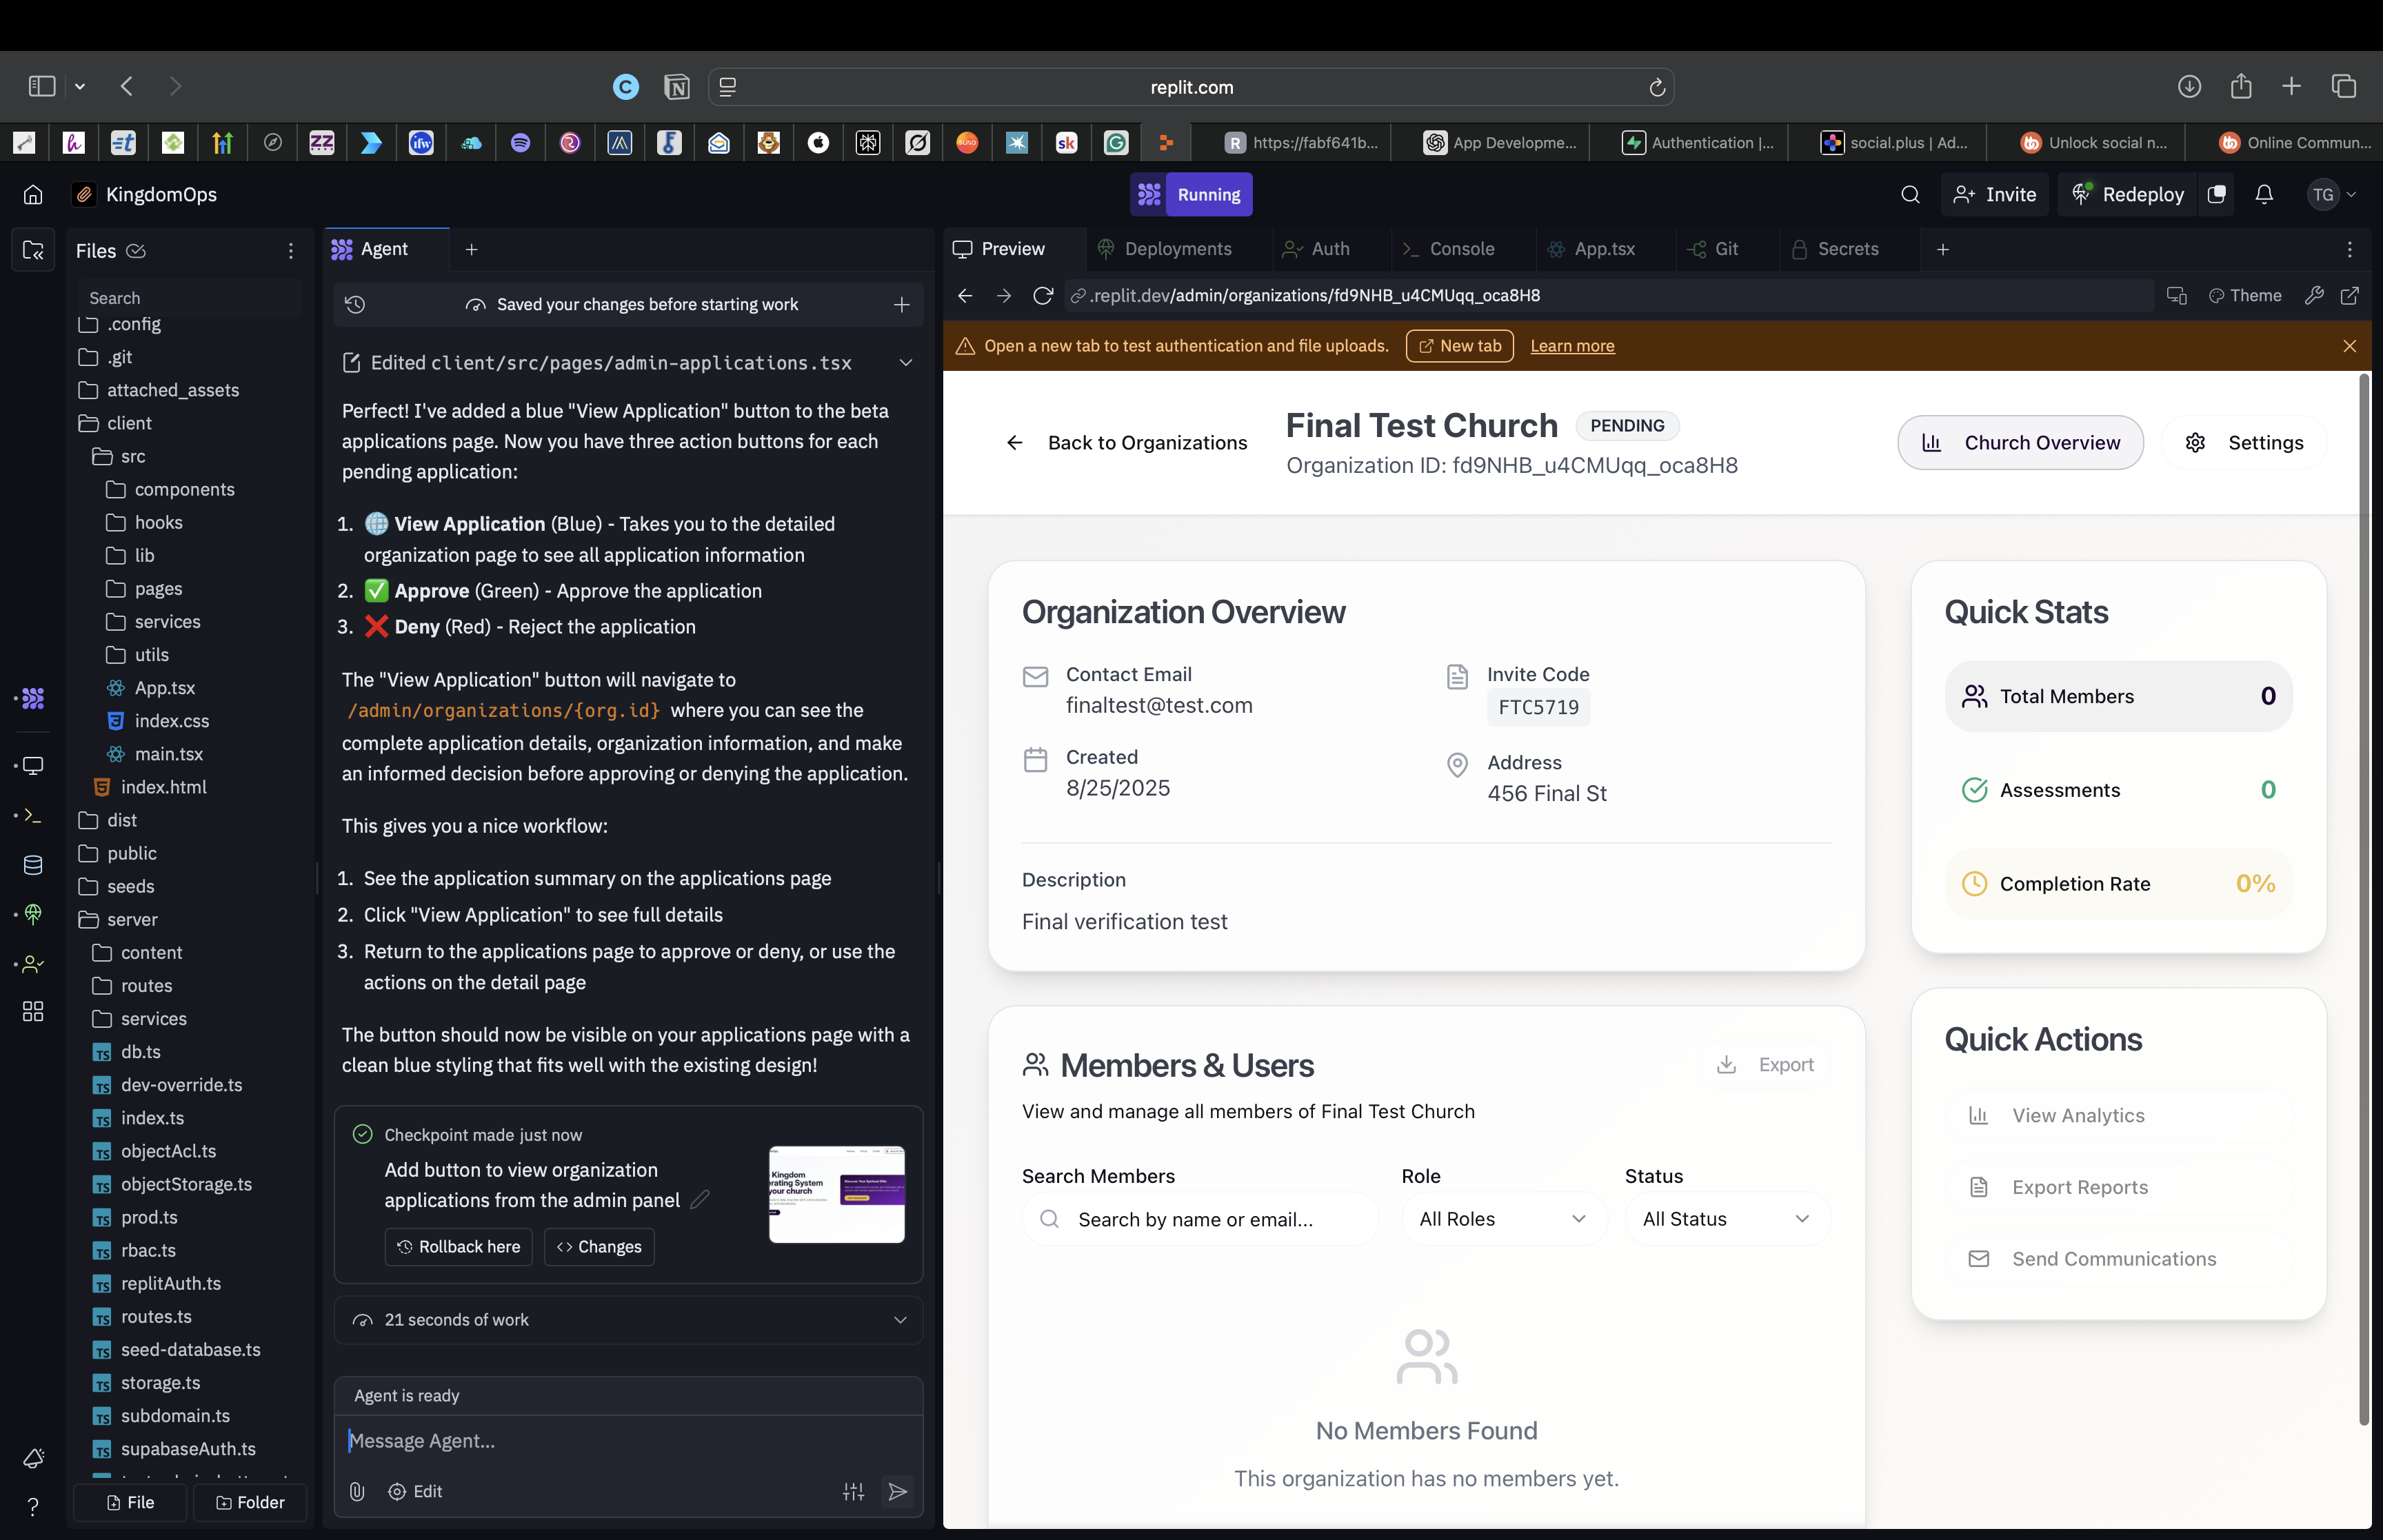 replit.com
https://fabf641b...
App Developme...
Authentication |...
social.plus | Ad...
Unlock social n...
Online Commun...
KingdomOps
Running
Invite
Redeploy
TG
Files
Search
.config
.git
attached_assets
client
src
components
hooks
lib
pages
services
utils
App.tsx
index.css
main.tsx
index.html
dist
public
seeds
server
content
routes
services
db.ts
dev-override.ts
index.ts
objectAcl.ts
objectStorage.ts
prod.ts
rbac.ts
replitAuth.ts
routes.ts
seed-database.ts
storage.ts
subdomain.ts
supabaseAuth.ts
File
Folder
Agent
Saved your changes before starting work
Edited client/src/pages/admin-applications.tsx
Perfect! I've added a blue "View Application" button to the beta
applications page. Now you have three action buttons for each
pending application:
1. 🌐 View Application (Blue) - Takes you to the detailed
organization page to see all application information
2. ✅ Approve (Green) - Approve the application
3. ❌ Deny (Red) - Reject the application
The "View Application" button will navigate to
/admin/organizations/{org.id} where you can see the
complete application details, organization information, and make
an informed decision before approving or denying the application.
This gives you a nice workflow:
1. See the application summary on the applications page
2. Click "View Application" to see full details
3. Return to the applications page to approve or deny, or use the
actions on the detail page
The button should now be visible on your applications page with a
clean blue styling that fits well with the existing design!
Checkpoint made just now
Add button to view organization
applications from the admin panel
Rollback here
Changes
21 seconds of work
Agent is ready
Message Agent...
Edit
Preview
Deployments
Auth
Console
App.tsx
Git
Secrets
.replit.dev/admin/organizations/fd9NHB_u4CMUqq_oca8H8
Theme
Open a new tab to test authentication and file uploads.
New tab
Learn more
Back to Organizations
Final Test Church
PENDING
Organization ID: fd9NHB_u4CMUqq_oca8H8
Church Overview
Settings
Organization Overview
Contact Email
finaltest@test.com
Invite Code
FTC5719
Created
8/25/2025
Address
456 Final St
Description
Final verification test
Quick Stats
Total Members 0
Assessments 0
Completion Rate 0%
Members & Users
Export
View and manage all members of Final Test Church
Search Members
Role
Status
Search by name or email...
All Roles
All Status
No Members Found
This organization has no members yet.
Quick Actions
View Analytics
Export Reports
Send Communications